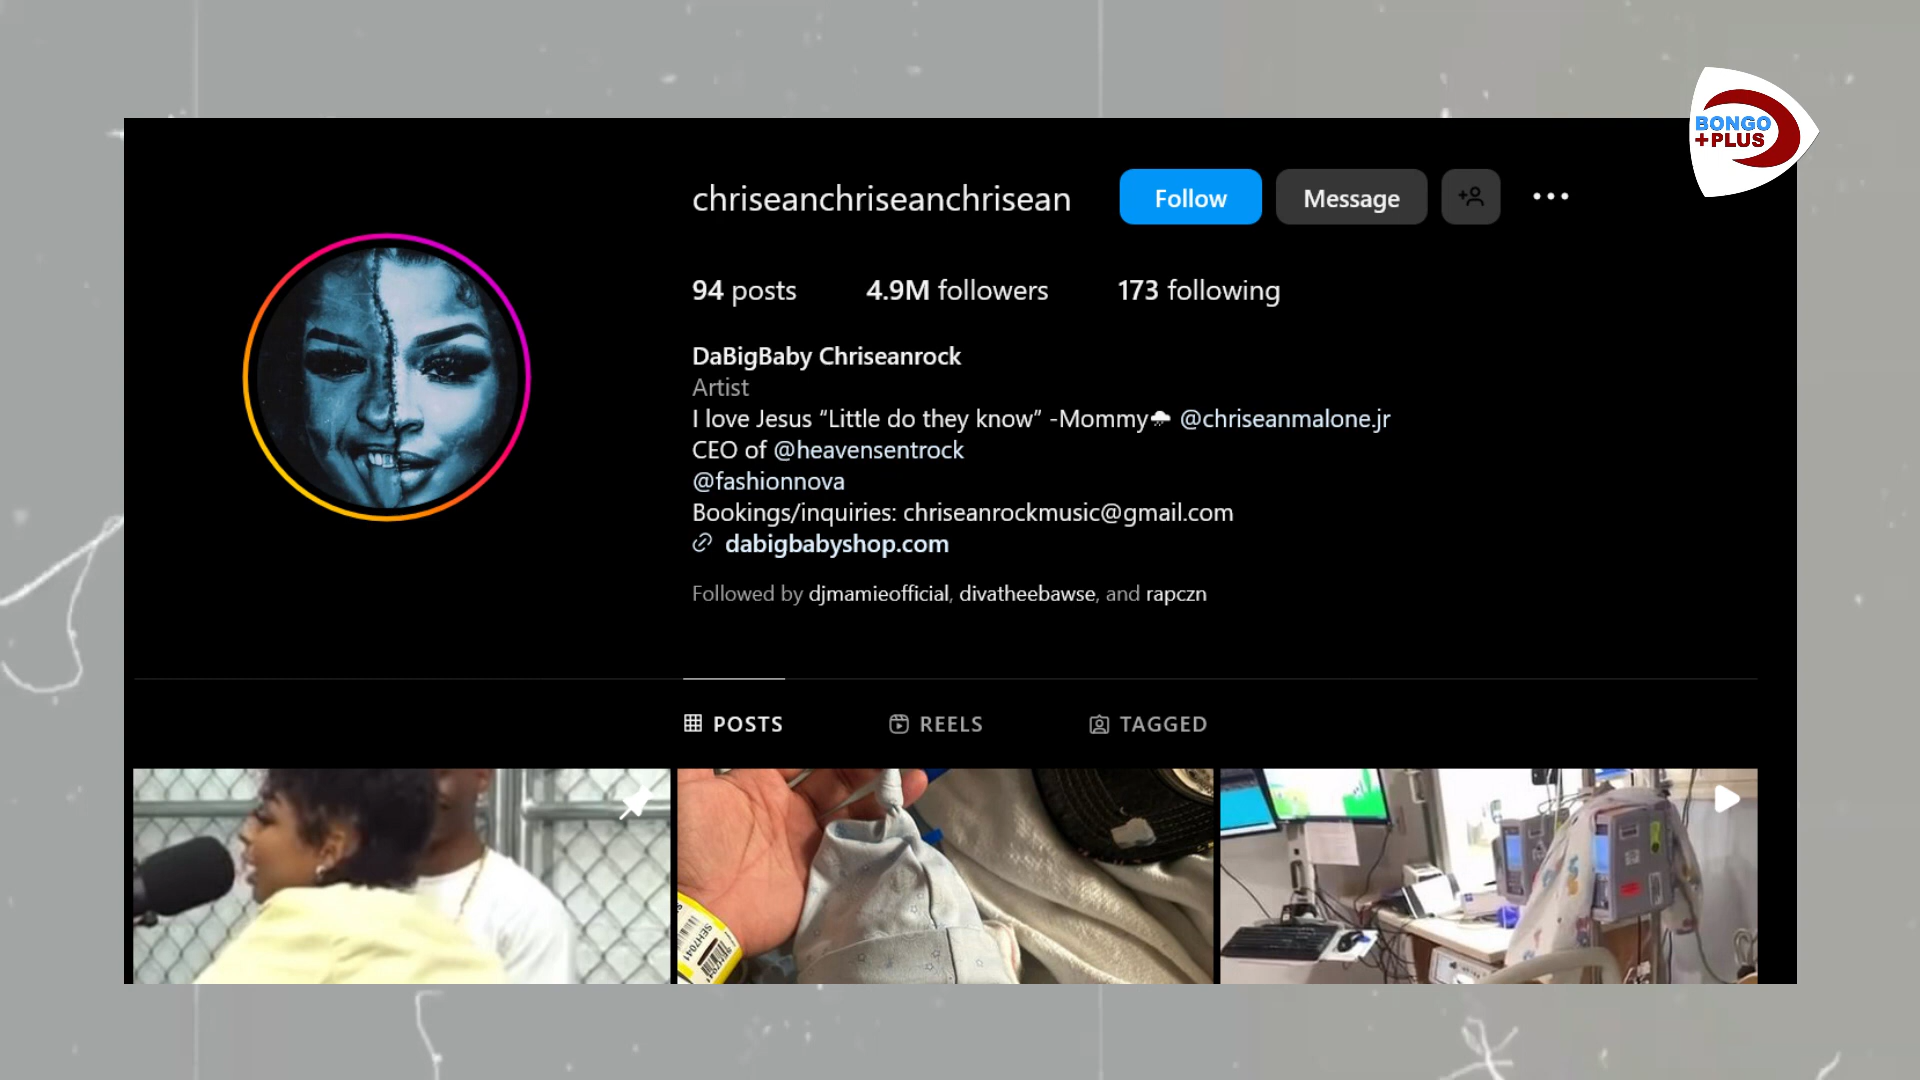 BONGO
+PLUS
chriseanchriseanchrisean
Follow
Message
94 posts
4.9M followers
173 following
DaBigBaby Chriseanrock
Artist
I love Jesus “Little do they know” -Mommy🌧 @chriseanmalone.jr
CEO of @heavensentrock
@fashionnova
Bookings/inquiries: chriseanrockmusic@gmail.com
dabigbabyshop.com
Followed by djmamieofficial, divatheebawse, and rapczn
POSTS
REELS
TAGGED
SEH7041